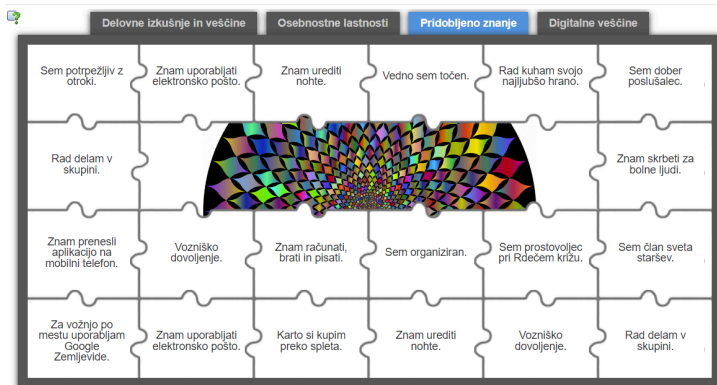 Delovne izkušnje in veščine
Osebnostne lastnosti
Pridobljeno znanje
Digitalne veščine
Sem potrpežljiv z
otroki.
Znam uporabljati
elektronsko pošto.
Znam urediti
nohte.
Vedno sem točen.
Rad kuham svojo
najljubšo hrano.
Sem dober
poslušalec.
Rad delam v
skupini.
Znam skrbeti za
bolne ljudi.
Znam prenesli
aplikacijo na
mobilni telefon.
Vozniško
dovoljenje.
Znam računati,
brati in pisati.
Sem organiziran.
Sem prostovoljec
pri Rdečem križu.
Sem član sveta
staršev.
Za vožnjo po
mestu uporabljam
Google
Zemljevide.
Znam uporabljati
elektronsko pošto.
Karto si kupim
preko spleta.
Znam urediti
nohte.
Vozniško
dovoljenje.
Rad delam v
skupini.